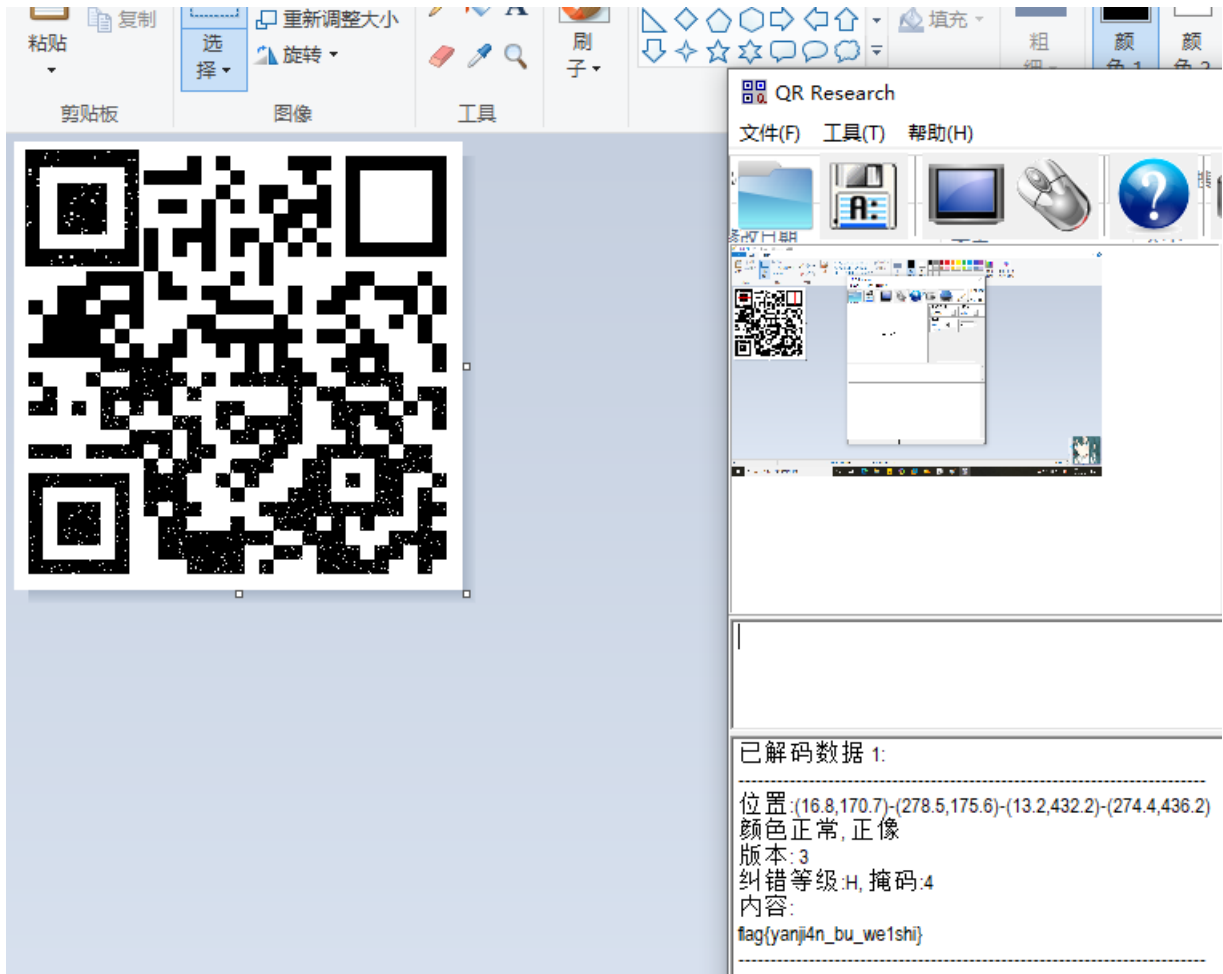 复制
重新调整大小
A
填充
粘贴
选
择
旋转
刷
子
粗
细
颜
色 1
颜
色 2
剪贴板
图像
工具
QR Research
文件(F) 工具(T) 帮助(H)
A:
?
修改日期
已解码数据 1:
位置:(16.8,170.7)-(278.5,175.6)-(13.2,432.2)-(274.4,436.2)
颜色正常, 正像
版本: 3
纠错等级:H, 掩码:4
内容:
flag{yanji4n_bu_we1shi}